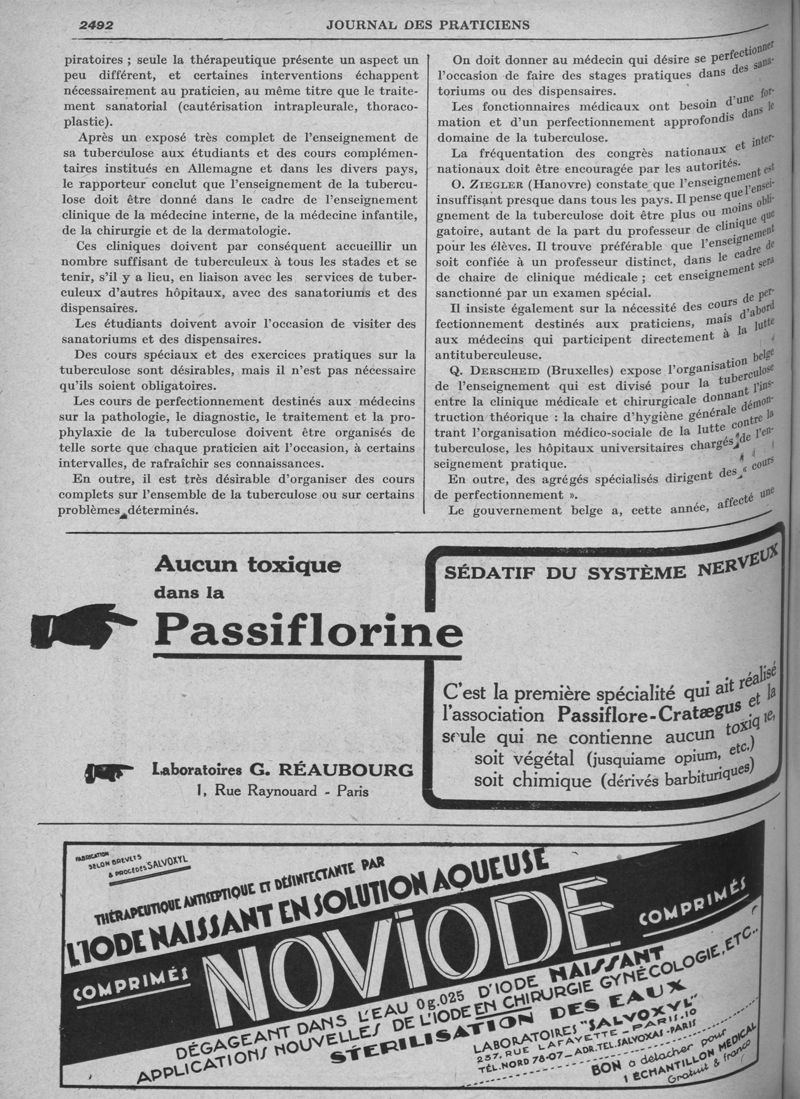 2492
JOURNAL DES PRATICIENS
piratoires ; seule la thérapeutique présente un aspect un
peu différent, et certaines interventions échappent
nécessairement au praticien, au même titre que le traite-
ment sanatorial (cautérisation intrapleurale, thoraco-
plastie).
Après un exposé très complet de l'enseignement de
sa tuberculose aux étudiants et des cours complémen-
taires institués en Allemagne et dans les divers pays,
le rapporteur conclut que l'enseignement de la tubercu-
lose doit être donné dans le cadre de l'enseignement
clinique de la médecine interne, de la médecine infantile,
de la chirurgie et de la dermatologie.
Ces cliniques doivent par conséquent accueillir un
nombre suffisant de tuberculeux à tous les stades et se
tenir, s'il y a lieu, en liaison avec les services de tuber-
culeux d'autres hôpitaux, avec des sanatoriums et des
dispensaires.
Les étudiants doivent avoir l'occasion de visiter des
sanatoriums et des dispensaires.
Des cours spéciaux et des exercices pratiques sur la
tuberculose sont désirables, mais il n'est pas nécessaire
qu'ils soient obligatoires.
Les cours de perfectionnement destinés aux médecins
sur la pathologie, le diagnostic, le traitement et la pro-
phylaxie de la tuberculose doivent être organisés de
telle sorte que chaque praticien ait l'occasion, à certains
intervalles, de rafraîchir ses connaissances.
En outre, il est très désirable d'organiser des cours
complets sur l'ensemble de la tuberculose ou sur certains
problèmes déterminés.
On doit donner au médecin qui désire se perfectionner
l'occasion de faire des stages pratiques dans des sana-
toriums ou des dispensaires.
Les fonctionnaires médicaux ont besoin d'une for-
mation et d'un perfectionnement approfondis dans le
domaine de la tuberculose.
La fréquentation des congrès nationaux et inter-
nationaux doit être encouragée par les autorités.
O. ZIEGLER (Hanovre) constate que l'enseignement est
insuffisant presque dans tous les pays. Il pense que l'ensei-
gnement de la tuberculose doit être plus ou moins obli-
gatoire, autant de la part du professeur de clinique que
pour les élèves. Il trouve préférable que l'enseignement
soit confiée à un professeur distinct, dans le cadre de
de chaire de clinique médicale ; cet enseignement sera
sanctionné par un examen spécial.
Il insiste également sur la nécessité des cours de per-
fectionnement destinés aux praticiens, mais d'abord
aux médecins qui participent directement à la lutte
antituberculeuse.
Q. DERSCHEID (Bruxelles) expose l'organisation belge
de l'enseignement qui est divisé pour la tuberculose
entre la clinique médicale et chirurgicale donnant l'ins-
truction théorique : la chaire d'hygiène générale démon-
trant l'organisation médico-sociale de la lutte contre la
tuberculose, les hôpitaux universitaires chargés de l'en-
seignement pratique.
En outre, des agrégés spécialisés dirigent des « cours
de perfectionnement ».
Le gouvernement belge a, cette année, affecté une
Aucun toxique
dans la
Passiflorine
Laboratoires G. RÉAUBOURG
1, Rue Raynouard - Paris
SÉDATIF DU SYSTÈME NERVEUX
C'est la première spécialité qui ait réalisé
l'association Passiflore-Cratægus et la
seule qui ne contienne aucun toxique,
soit végétal (jusquiame opium, etc.)
soit chimique (dérivés barbituriques)
FABRICATION
SELON BREVETS
& PROCÉDÉS SALVOXYL
THÉRAPEUTIQUE ANTISEPTIQUE ET DÉSINFECTANTE PAR
L'IODE NAISSANT EN SOLUTION AQUEUSE
COMPRIMÉS NOVIODE COMPRIMÉS
DÉGAGEANT DANS L'EAU 0g.025 D'IODE NAISSANT
APPLICATIONS NOUVELLES DE L'IODE EN CHIRURGIE GYNÉCOLOGIE, ETC..
STÉRILISATION DES EAUX
LABORATOIRES "SALVOXYL"
237, RUE LAFAYETTE - PARIS-10
TÉL. NORD 78-07 - ADR. TEL. SALVOXAS-PARIS
BON à détacher pour
1 ÉCHANTILLON MÉDICAL
Gratuit & franco